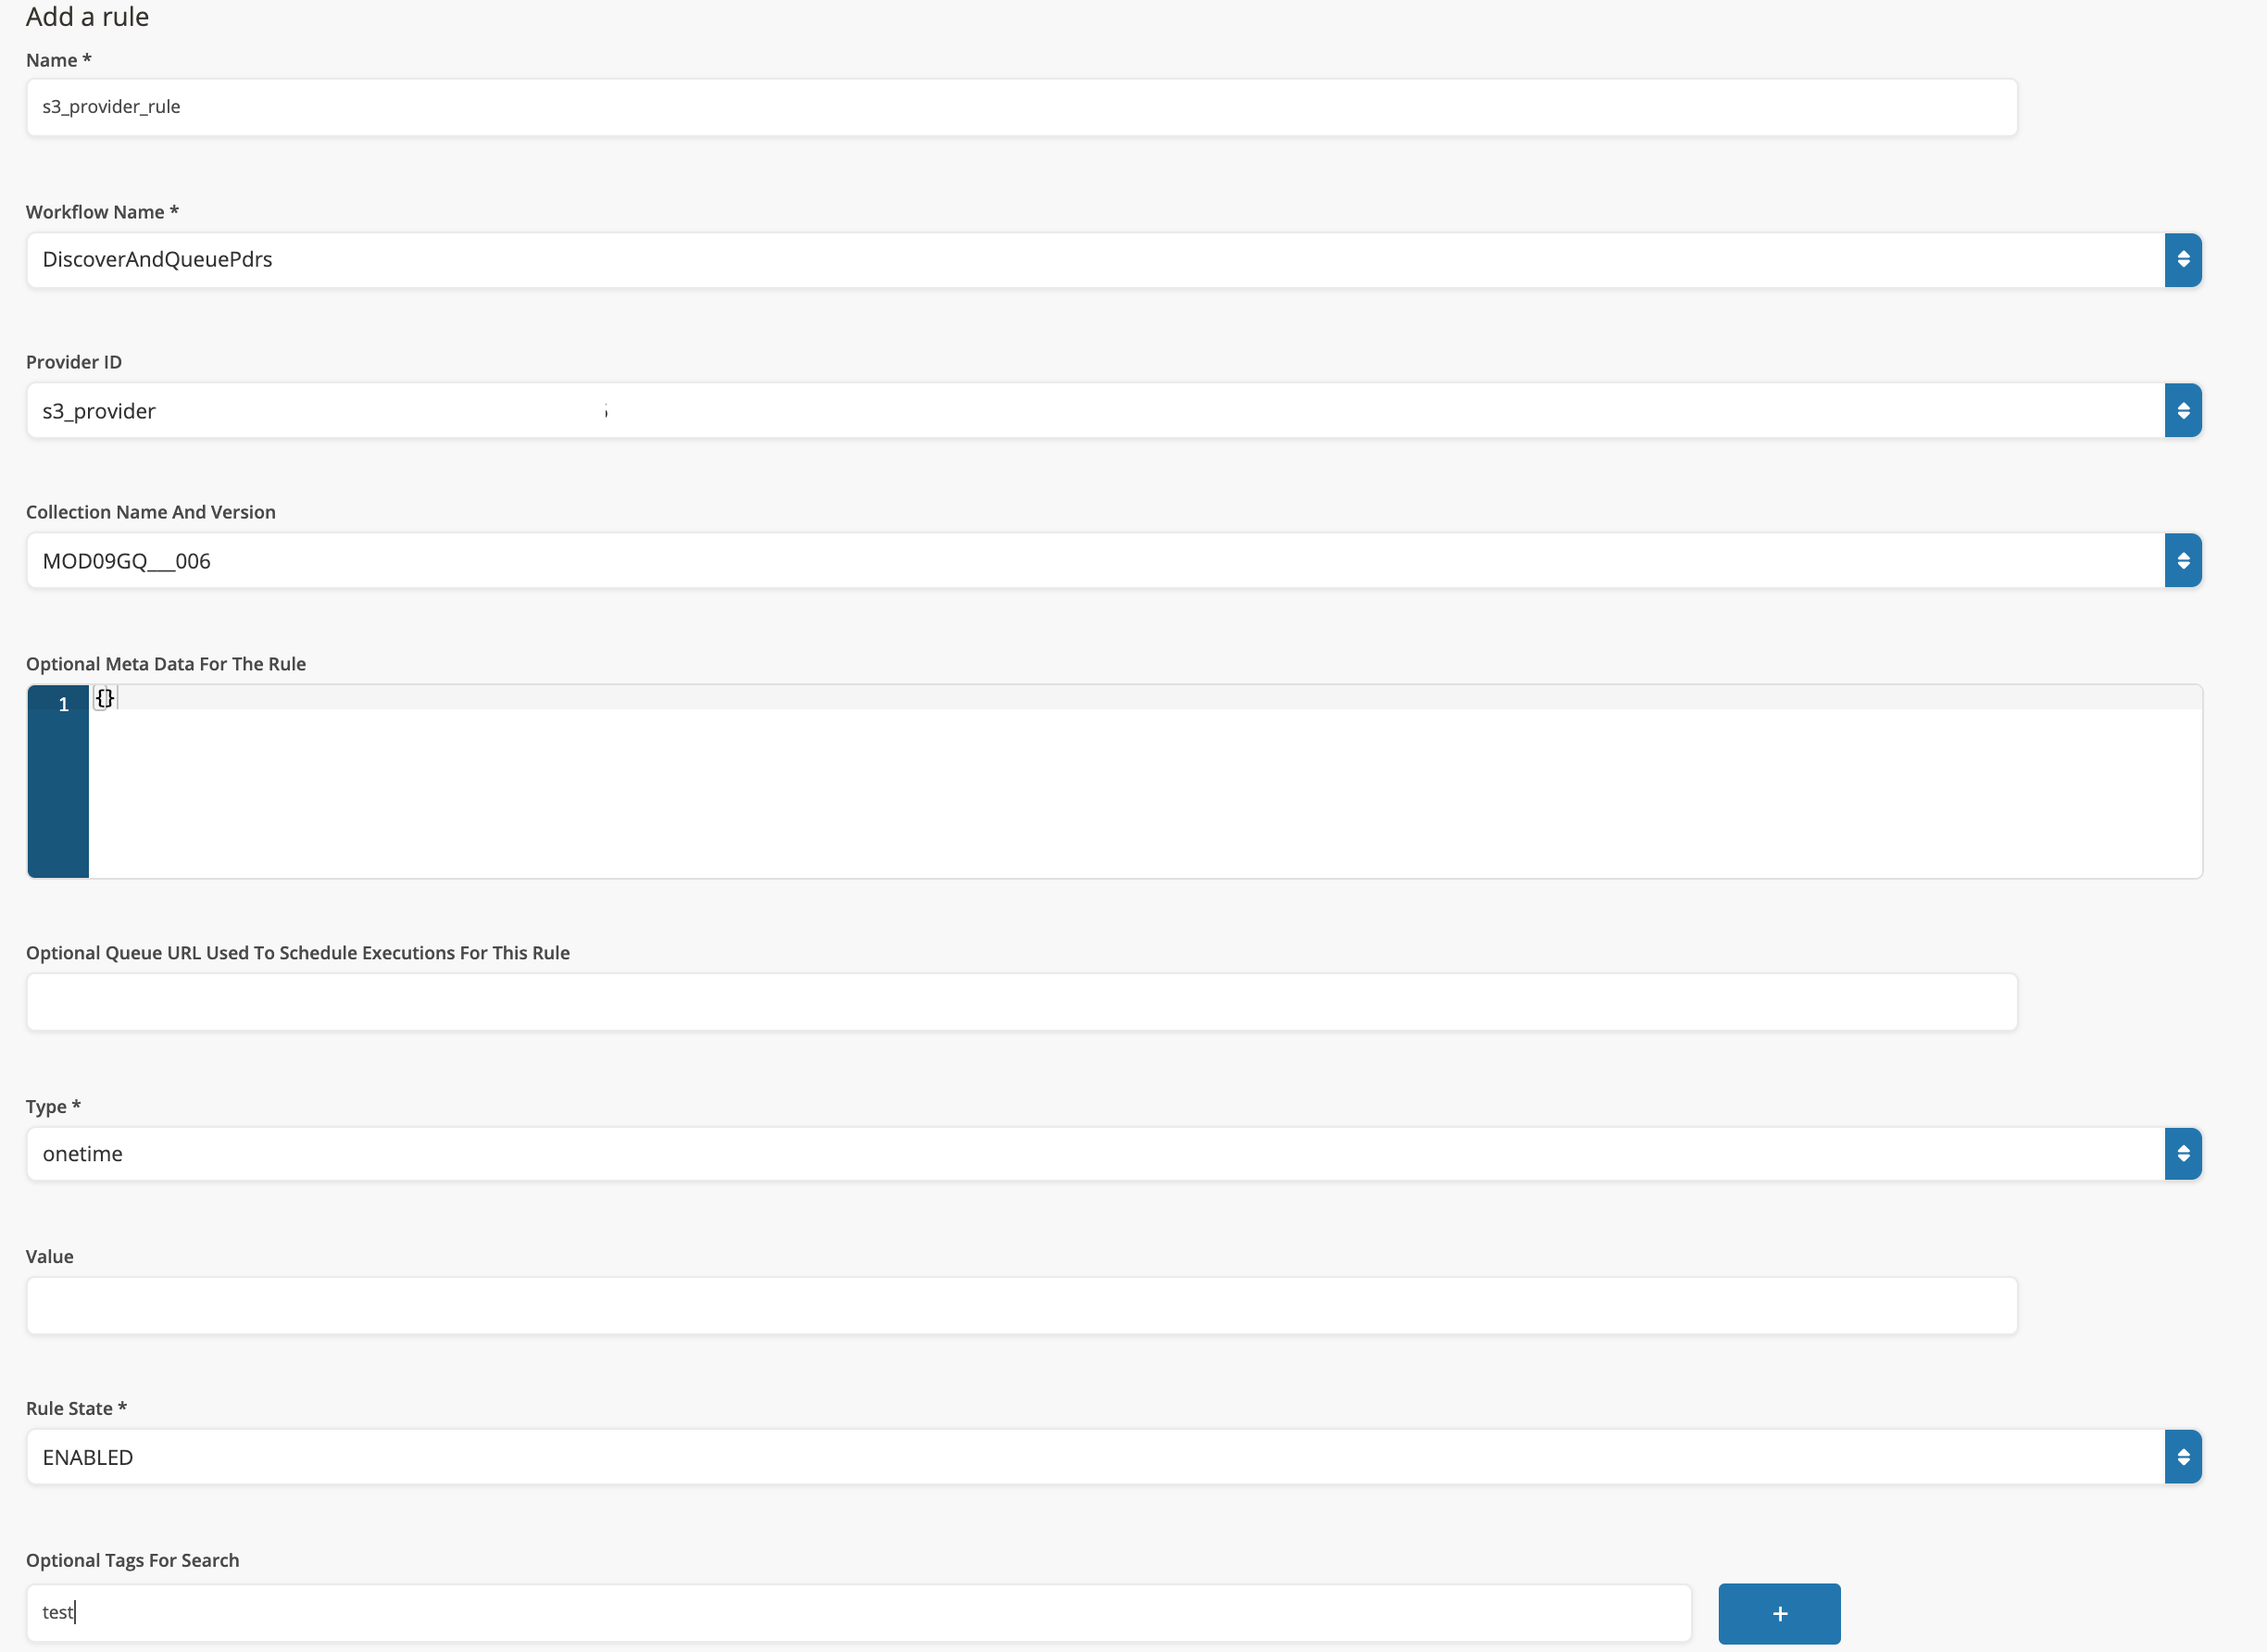 Add a rule
Name *
s3_provider_rule
Workflow Name *
DiscoverAndQueuePdrs
Provider ID
s3_provider
Collection Name And Version
MOD09GQ___006
Optional Meta Data For The Rule
1 {}
Optional Queue URL Used To Schedule Executions For This Rule
Type *
onetime
Value
Rule State *
ENABLED
Optional Tags For Search
test
+